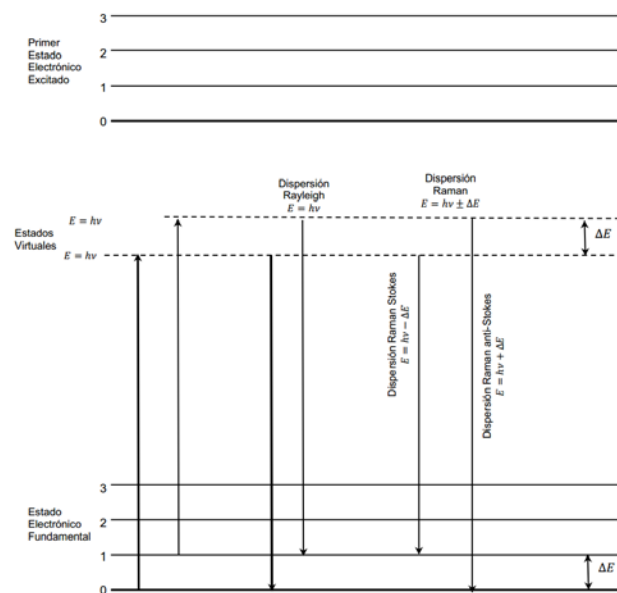 3
Primer
Estado
Electrónico
Excitado
2
1
0
Dispersión
Rayleigh
E = hν
Dispersión
Raman
E = hν ± ΔE
E = hν
Estados
Virtuales
E = hν
ΔE
Dispersión Raman Stokes
E = hν − ΔE
Dispersión Raman anti-Stokes
E = hν + ΔE
3
Estado
Electrónico
Fundamental
2
1
0
ΔE